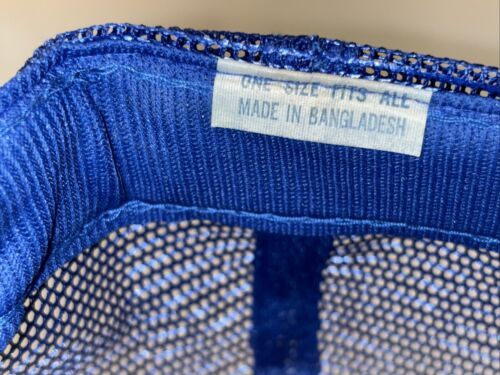 ONE SIZE FITS ALL
MADE IN BANGLADESH